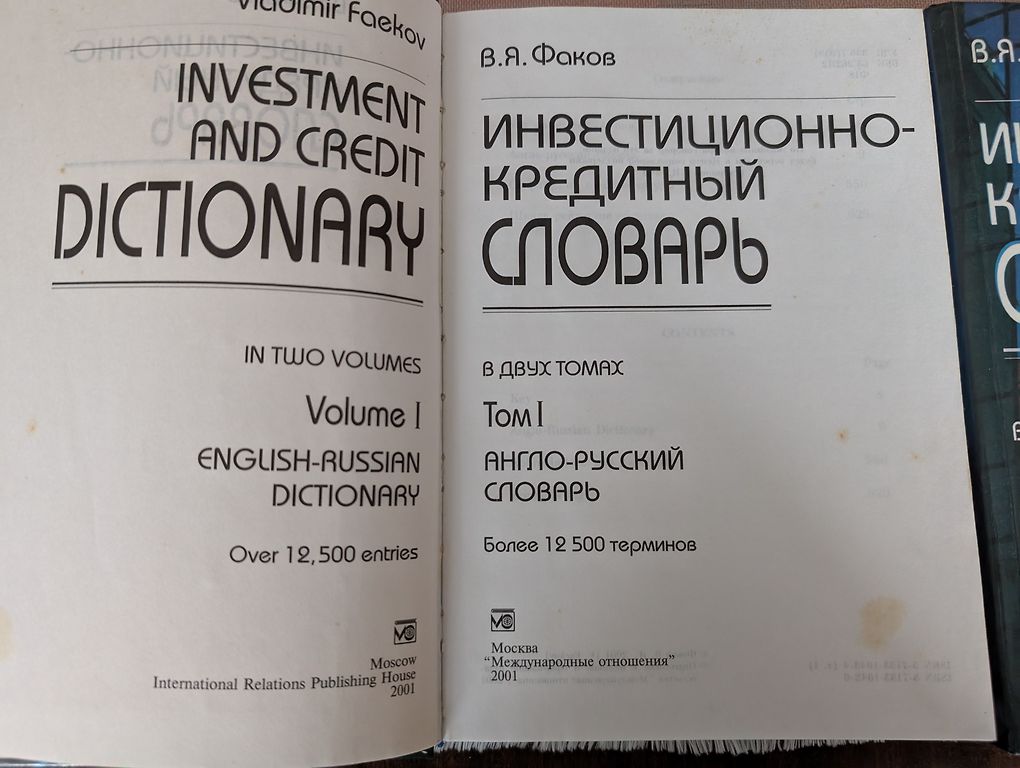 Vladimir Faekov
INVESTMENT
AND CREDIT
DICTIONARY
IN TWO VOLUMES
Volume I
ENGLISH-RUSSIAN
DICTIONARY
Over 12,500 entries
Moscow
International Relations Publishing House
2001
В.Я. Факов
ИНВЕСТИЦИОННО-
КРЕДИТНЫЙ
СЛОВАРЬ
В ДВУХ ТОМАХ
Том I
АНГЛО-РУССКИЙ
СЛОВАРЬ
Более 12 500 терминов
Москва
“Международные отношения”
2001
В.Я.